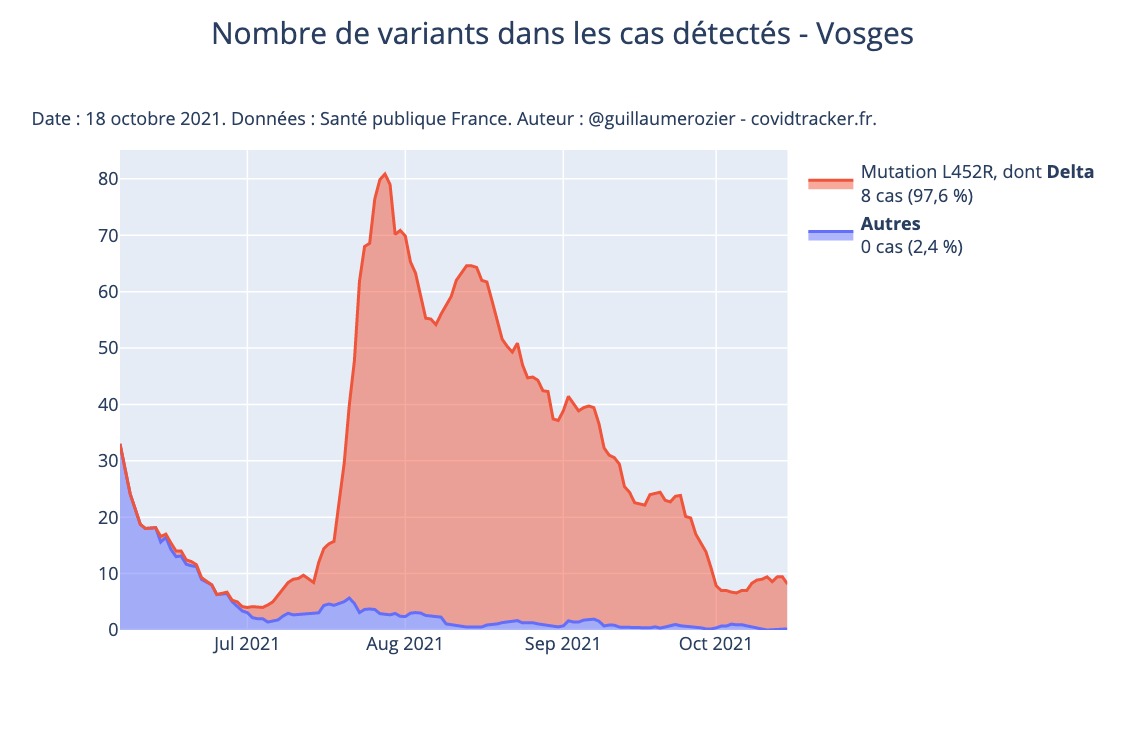 Nombre de variants dans les cas détectés - Vosges
Date : 18 octobre 2021. Données : Santé publique France. Auteur : @guillaumerozier - covidtracker.fr.
Mutation L452R, dont Delta
8 cas (97,6 %)
Autres
0 cas (2,4 %)
80
70
60
50
40
30
20
10
0
Jul 2021
Aug 2021
Sep 2021
Oct 2021